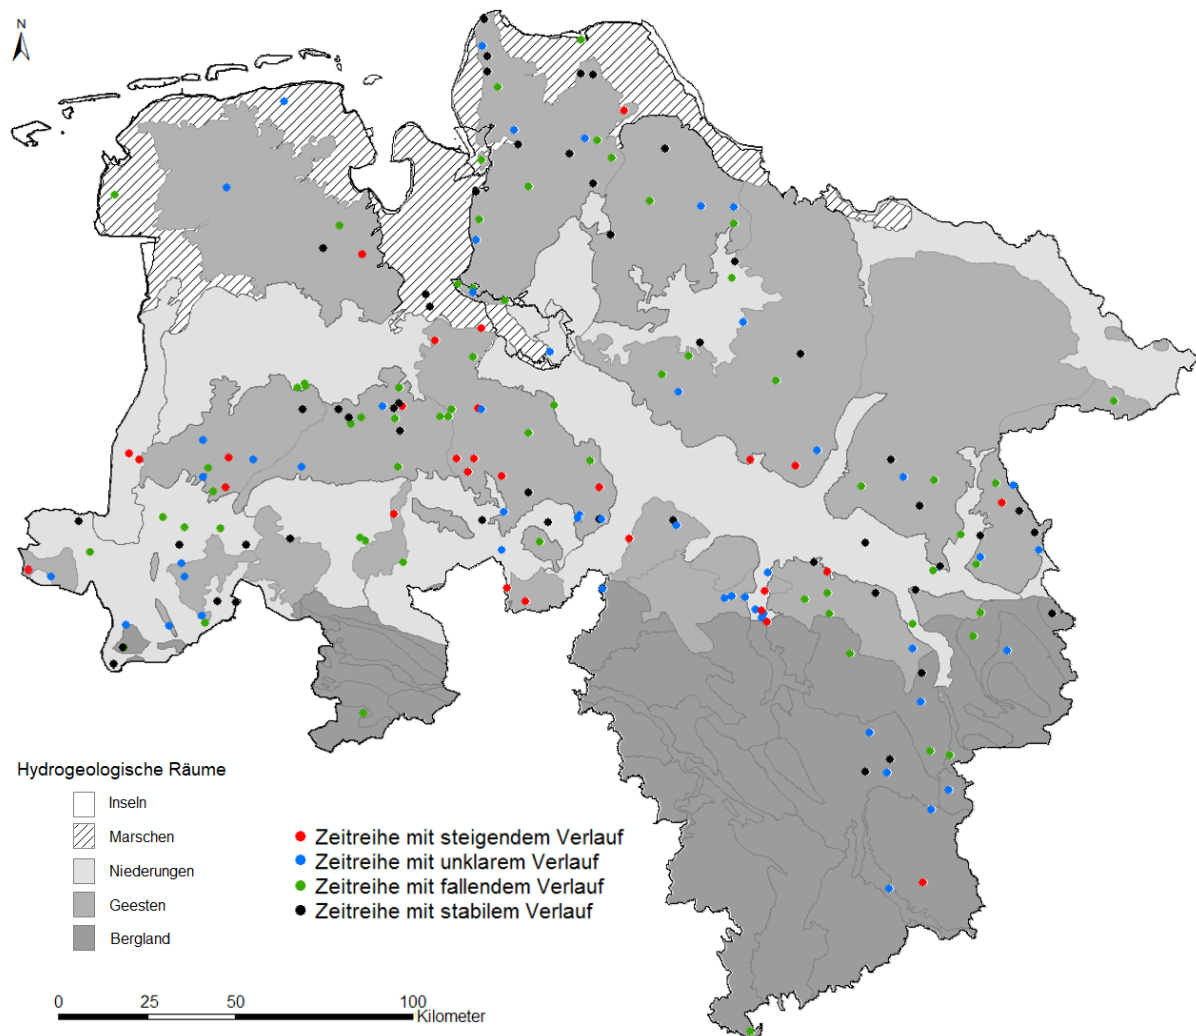 N
Hydrogeologische Räume
Inseln
Marschen
Niederungen
Geesten
Bergland
Zeitreihe mit steigendem Verlauf
Zeitreihe mit unklarem Verlauf
Zeitreihe mit fallendem Verlauf
Zeitreihe mit stabilem Verlauf
0 25 50 100
Kilometer